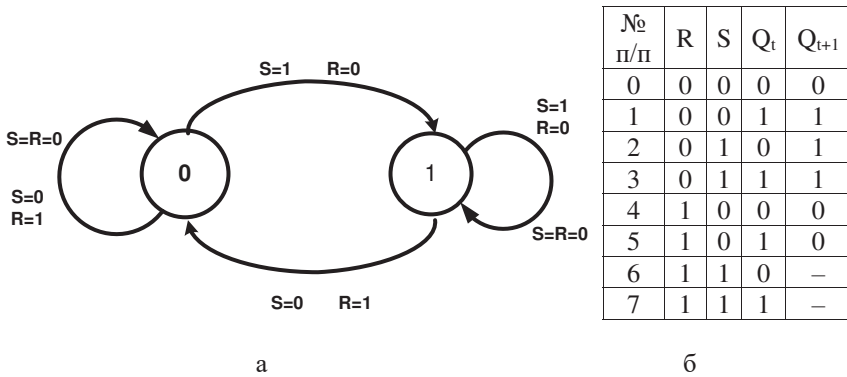 S=1 R=0
S=1
R=0
S=R=0
0
1
S=0
R=1
S=R=0
S=0 R=1
а
№ п/п R S Qt Qt+1
0 0 0 0 0
1 0 0 1 1
2 0 1 0 1
3 0 1 1 1
4 1 0 0 0
5 1 0 1 0
6 1 1 0 –
7 1 1 1 –
б